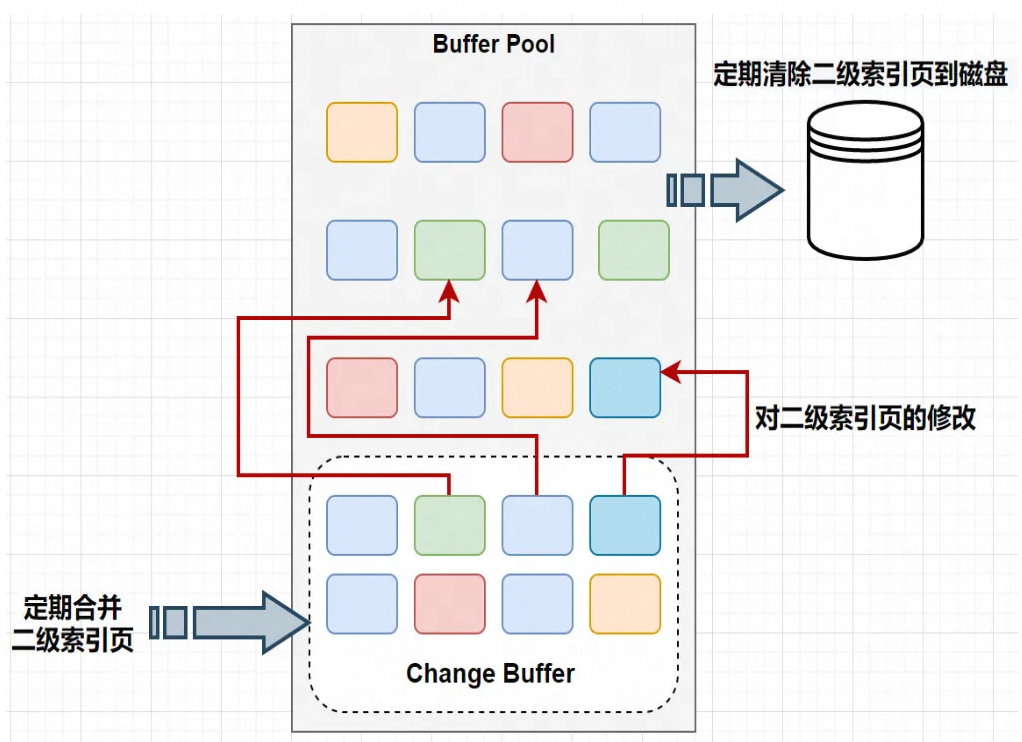 Buffer Pool
定期清除二级索引页到磁盘
对二级索引页的修改
定期合并
二级索引页
Change Buffer